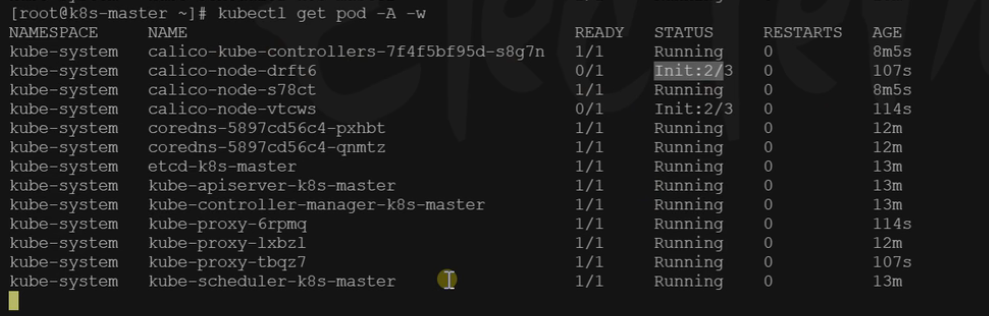 [root@k8s-master ~]# kubectl get pod -A -w
NAMESPACE NAME READY STATUS RESTARTS AGE
kube-system calico-kube-controllers-7f4f5bf95d-s8g7n 1/1 Running 0 8m5s
kube-system calico-node-drft6 0/1 Init:2/3 0 107s
kube-system calico-node-s78ct 1/1 Running 0 8m5s
kube-system calico-node-vtcws 0/1 Init:2/3 0 114s
kube-system coredns-5897cd56c4-pxhbt 1/1 Running 0 12m
kube-system coredns-5897cd56c4-qnmtz 1/1 Running 0 12m
kube-system etcd-k8s-master 1/1 Running 0 13m
kube-system kube-apiserver-k8s-master 1/1 Running 0 13m
kube-system kube-controller-manager-k8s-master 1/1 Running 0 13m
kube-system kube-proxy-6rpmq 1/1 Running 0 114s
kube-system kube-proxy-lxbzl 1/1 Running 0 12m
kube-system kube-proxy-tbqz7 1/1 Running 0 107s
kube-system kube-scheduler-k8s-master 1/1 Running 0 13m